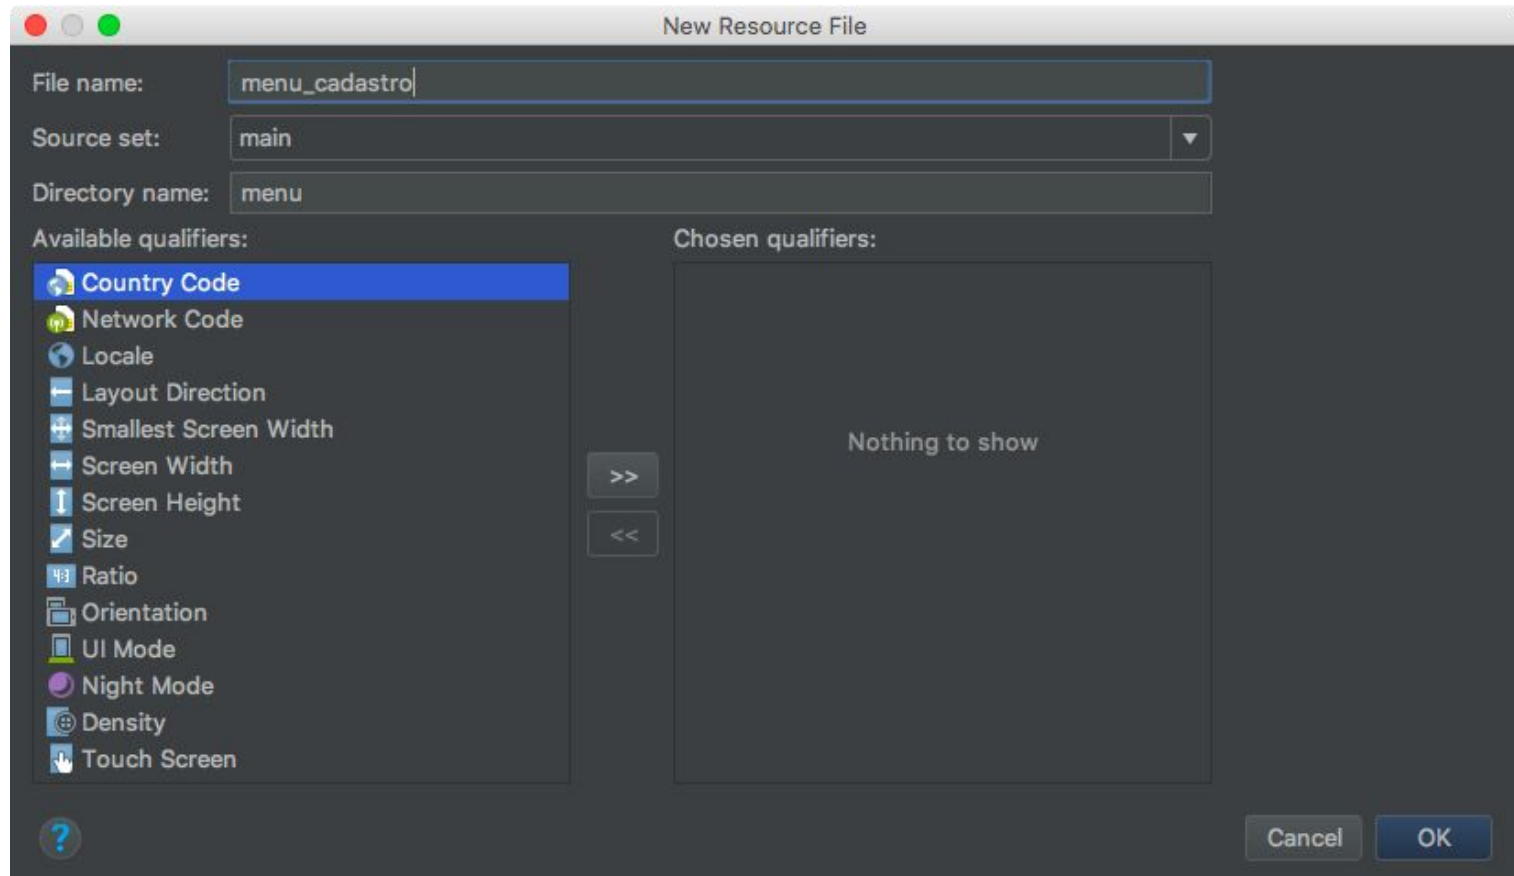 New Resource File
File name: menu_cadastro
Source set: main
Directory name: menu
Available qualifiers:
Chosen qualifiers:
Country Code
Network Code
Locale
Layout Direction
Smallest Screen Width
Screen Width
Screen Height
Size
4:3 Ratio
Orientation
UI Mode
Night Mode
Density
Touch Screen
>>
<<
Nothing to show
?
Cancel
OK